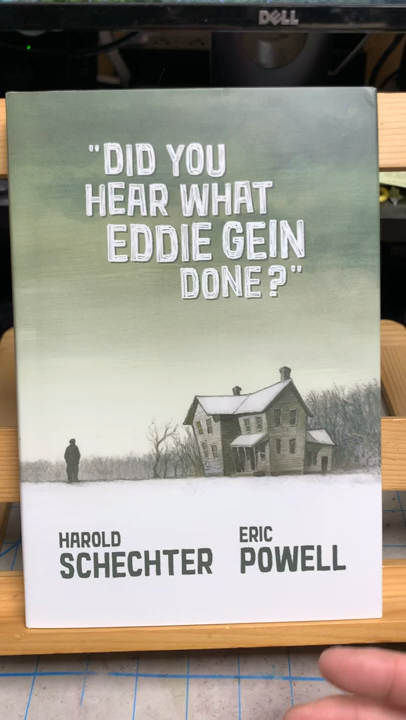 DELL
"DID YOU
HEAR WHAT
EDDIE GEIN
DONE?"
HAROLD
SCHECHTER
ERIC
POWELL